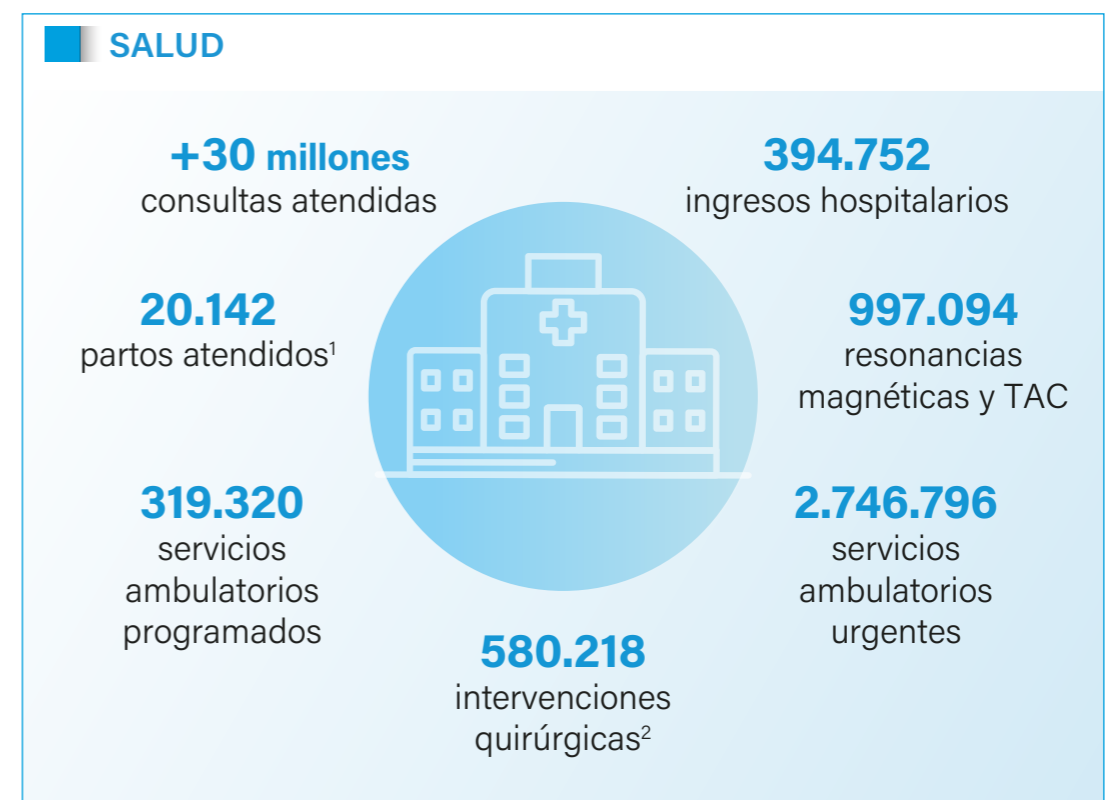 SALUD
+30 millones
consultas atendidas
394.752
ingresos hospitalarios
20.142
partos atendidos¹
997.094
resonancias
magnéticas y TAC
319.320
servicios
ambulatorios
programados
2.746.796
servicios
ambulatorios
urgentes
580.218
intervenciones
quirúrgicas²